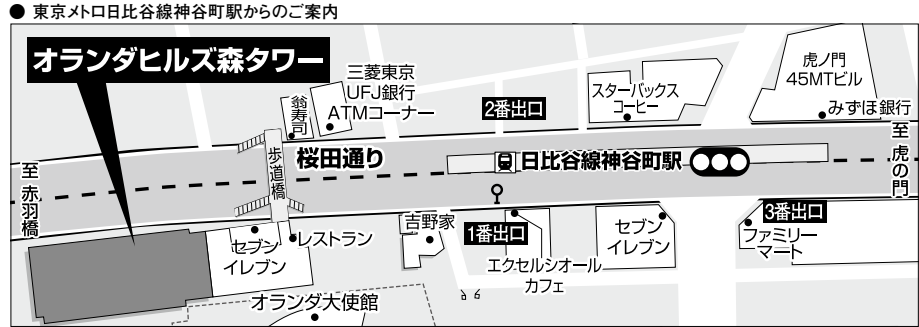 ● 東京メトロ日比谷線神谷町駅からのご案内
オランダヒルズ森タワー
翁寿司
三菱東京
UFJ銀行
ATMコーナー
2番出口
スターバックス
コーヒー
虎ノ門
45MTビル
みずほ銀行
至赤羽橋
歩道橋
桜田通り
日比谷線神谷町駅
至虎の門
セブン
イレブン
レストラン
吉野家
1番出口
エクセルシオール
カフェ
セブン
イレブン
3番出口
ファミリー
マート
オランダ大使館